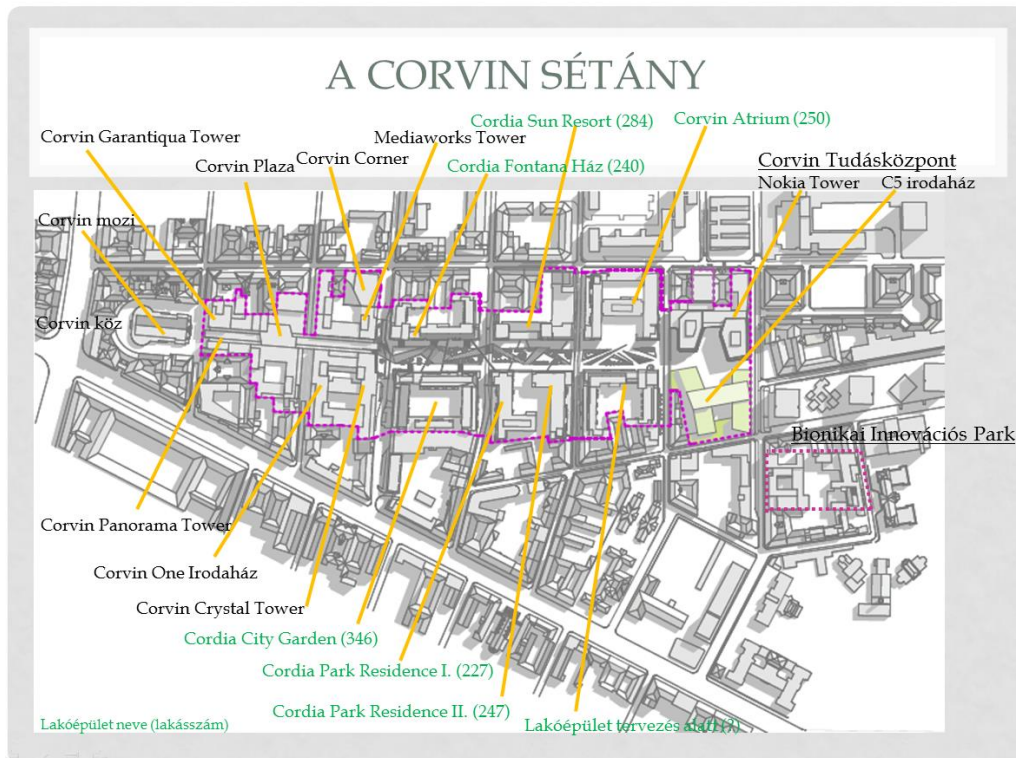 A CORVIN SÉTÁNY
Cordia Sun Resort (284)
Corvin Atrium (250)
Corvin Garantiqua Tower
Mediaworks Tower
Corvin Plaza
Corvin Corner
Cordia Fontana Ház (240)
Corvin Tudásközpont
Nokia Tower
C5 irodaház
Corvin mozi
Corvin köz
Bionikai Innovációs Park
Corvin Panorama Tower
Corvin One Irodaház
Corvin Crystal Tower
Cordia City Garden (346)
Cordia Park Residence I. (227)
Cordia Park Residence II. (247)
Lakóépület neve (lakásszám)
Lakóépület tervezés alatt (?)